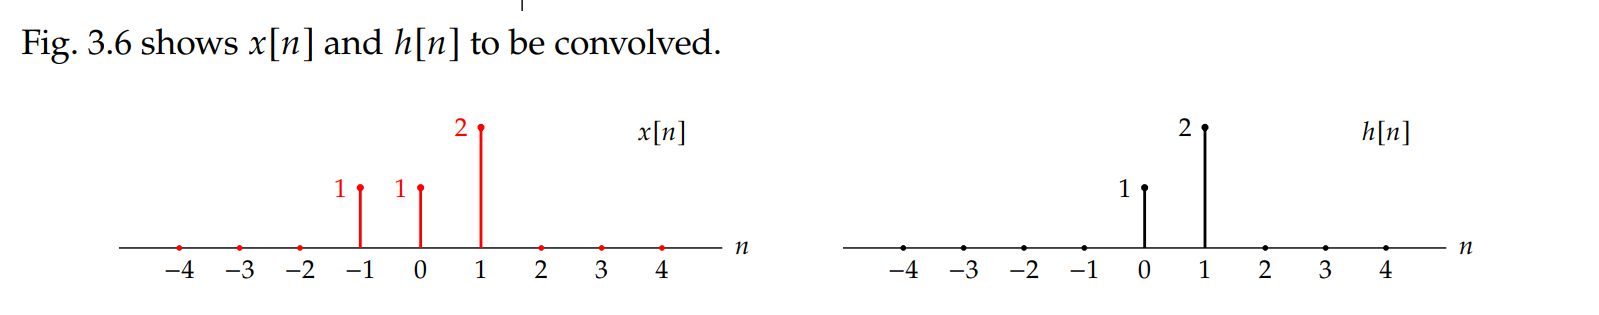 Fig. 3.6 shows x[n] and h[n] to be convolved.
2 x[n]
1 1
n
−4 −3 −2 −1 0 1 2 3 4
2 h[n]
1
n
−4 −3 −2 −1 0 1 2 3 4